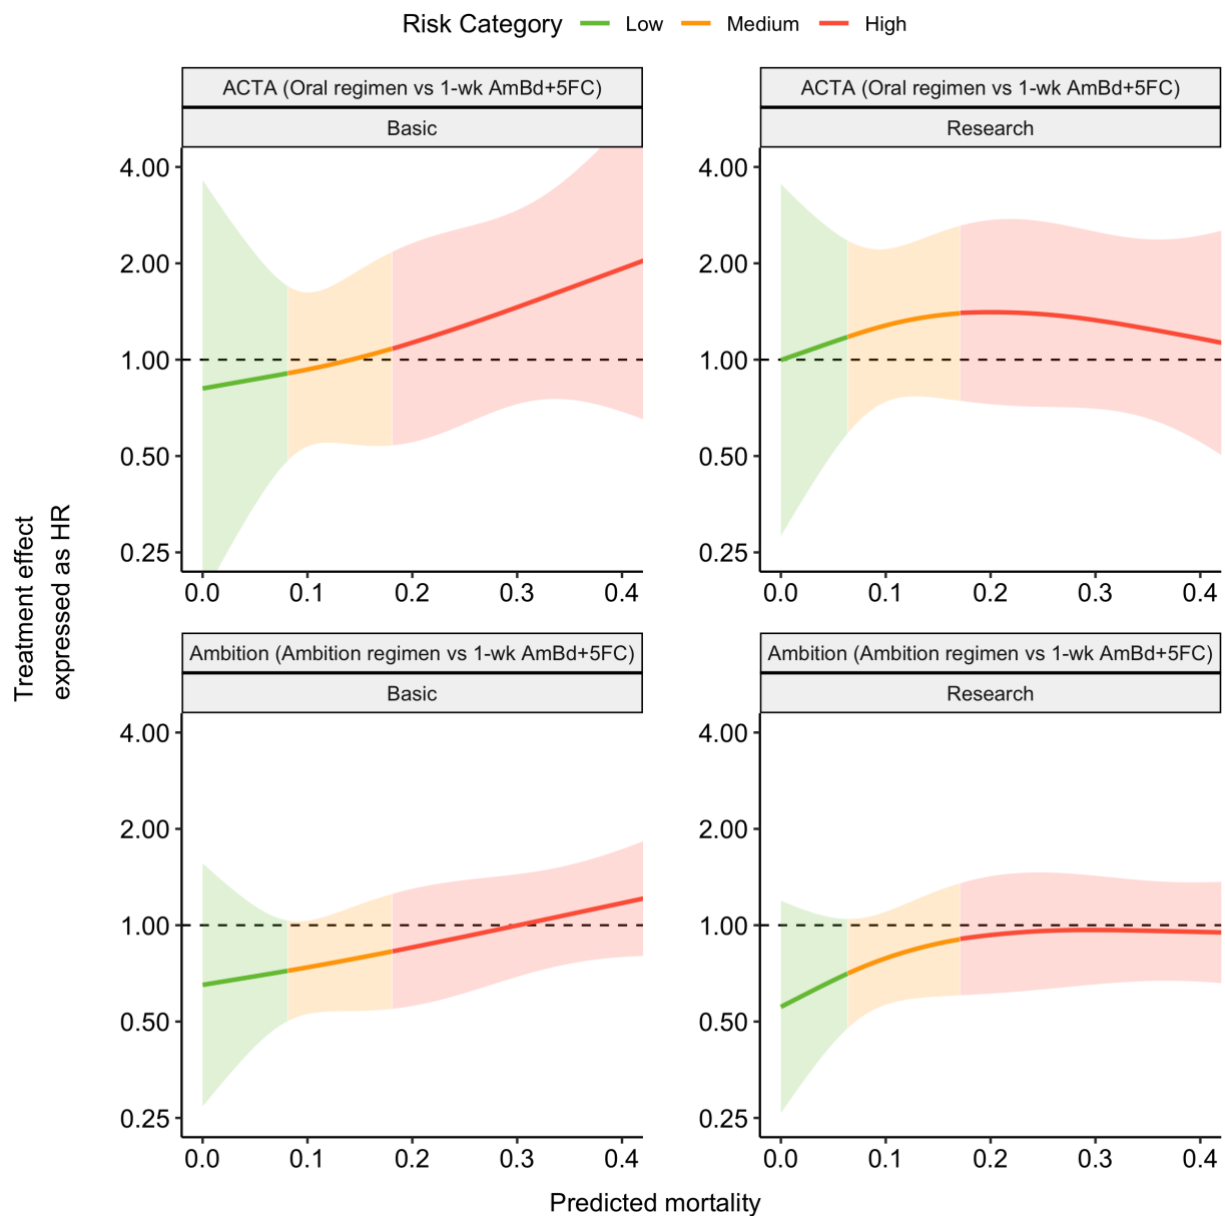 Risk Category Low Medium High
ACTA (Oral regimen vs 1-wk AmBd+5FC)
Basic
4.00
2.00
1.00
0.50
0.25
0.0 0.1 0.2 0.3 0.4
ACTA (Oral regimen vs 1-wk AmBd+5FC)
Research
4.00
2.00
1.00
0.50
0.25
0.0 0.1 0.2 0.3 0.4
Treatment effect
expressed as HR
Ambition (Ambition regimen vs 1-wk AmBd+5FC)
Basic
4.00
2.00
1.00
0.50
0.25
0.0 0.1 0.2 0.3 0.4
Ambition (Ambition regimen vs 1-wk AmBd+5FC)
Research
4.00
2.00
1.00
0.50
0.25
0.0 0.1 0.2 0.3 0.4
Predicted mortality